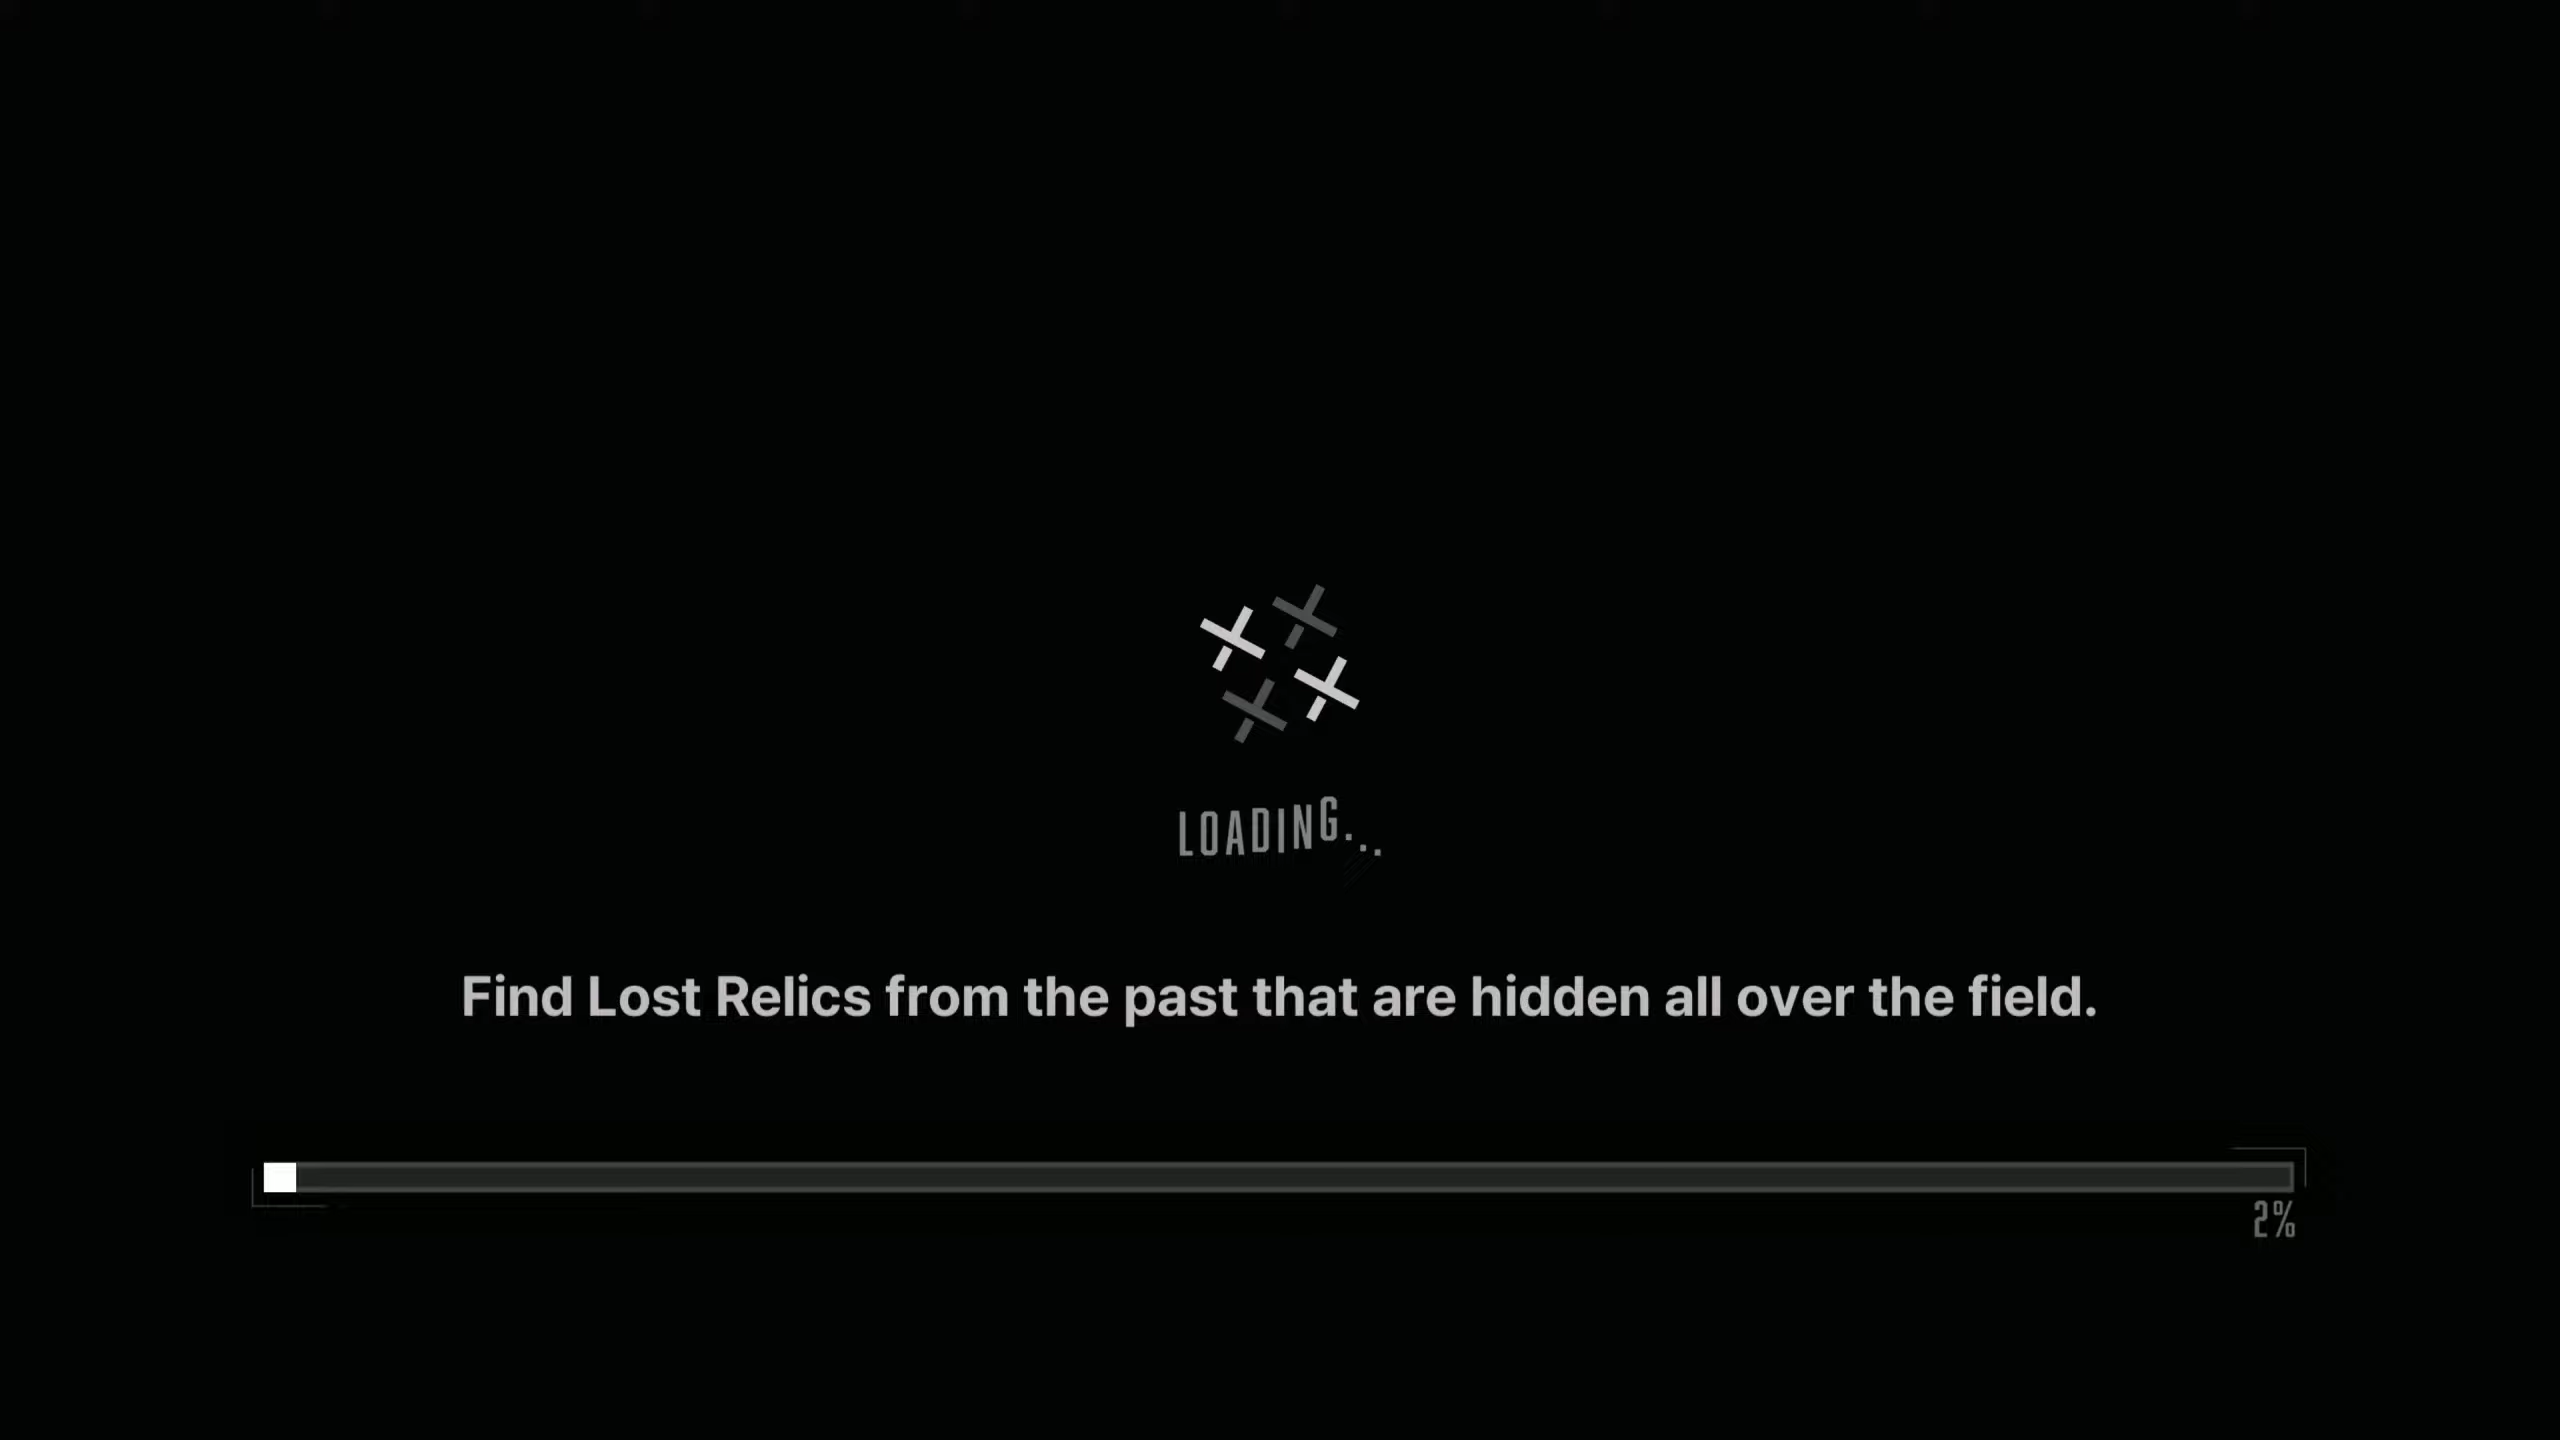 LOADING...
Find Lost Relics from the past that are hidden all over the field.
2%